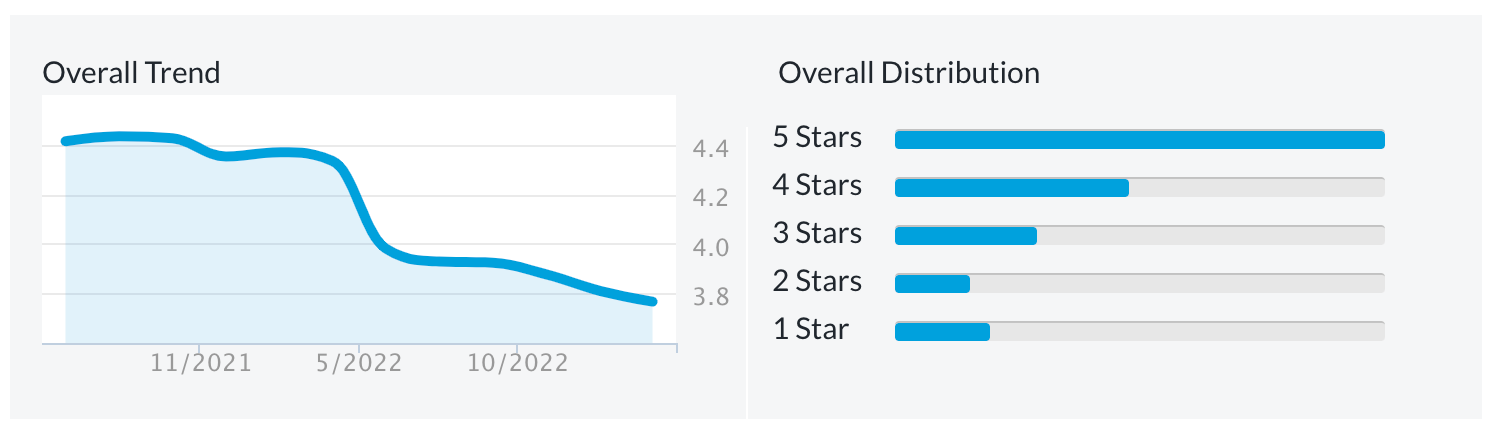 Overall Trend
4.4
4.2
4.0
3.8
11/2021 5/2022 10/2022
Overall Distribution
5 Stars
4 Stars
3 Stars
2 Stars
1 Star